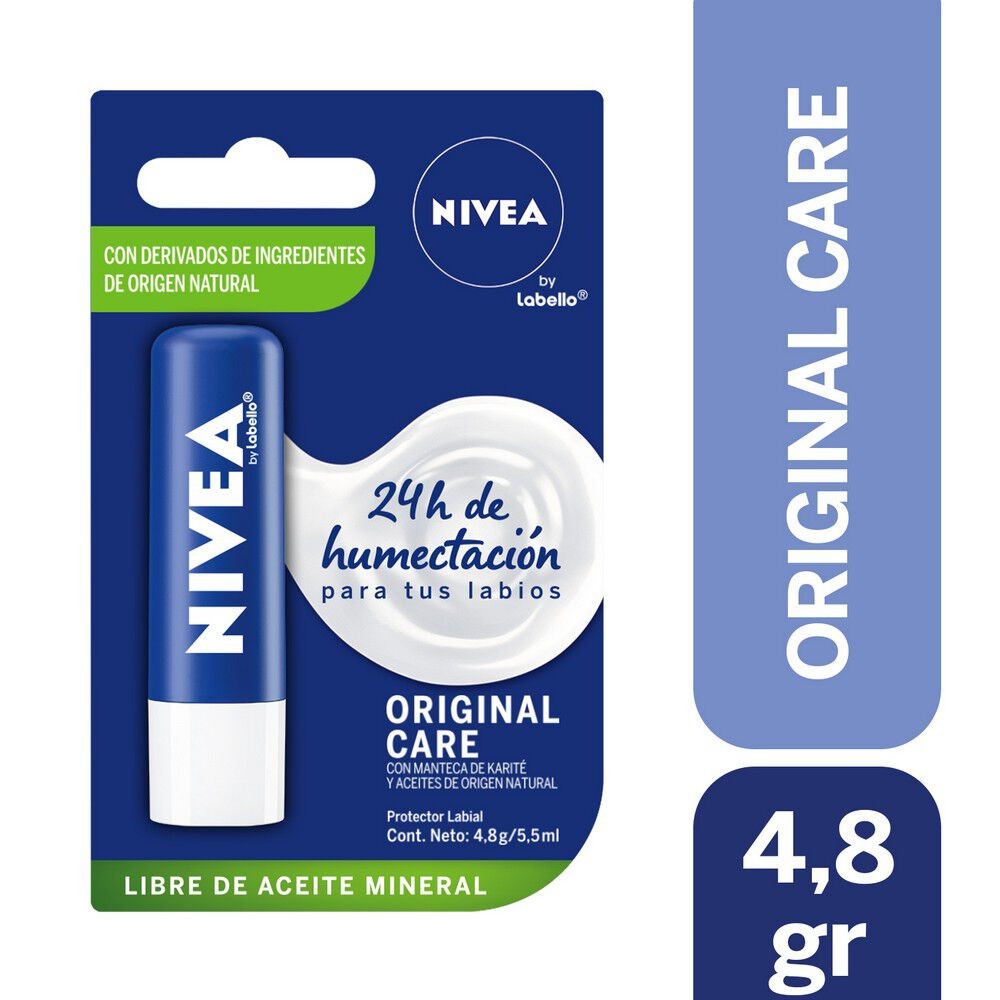 NIVEA
by
Labello®
CON DERIVADOS DE INGREDIENTES
DE ORIGEN NATURAL
NIVEA
by Labello®
24h de
humectación
para tus labios
ORIGINAL
CARE
CON MANTECA DE KARITÉ
Y ACEITES DE ORIGEN NATURAL
Protector Labial
Cont. Neto: 4,8g/5,5ml
LIBRE DE ACEITE MINERAL
ORIGINAL CARE
4,8
gr